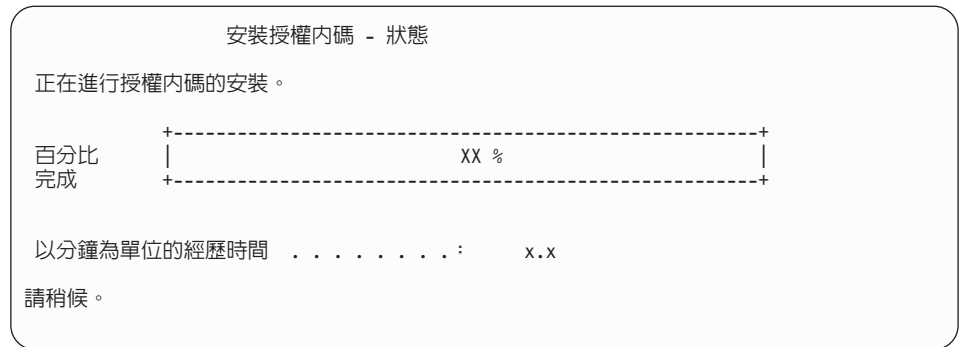 安裝授權內碼 - 狀態
正在進行授權內碼的安裝。
+-------------------------------------------------------+
百分比 | XX % |
完成 +-------------------------------------------------------+
以分鐘為單位的經歷時間 . . . . . . . . : x.x
請稍候。